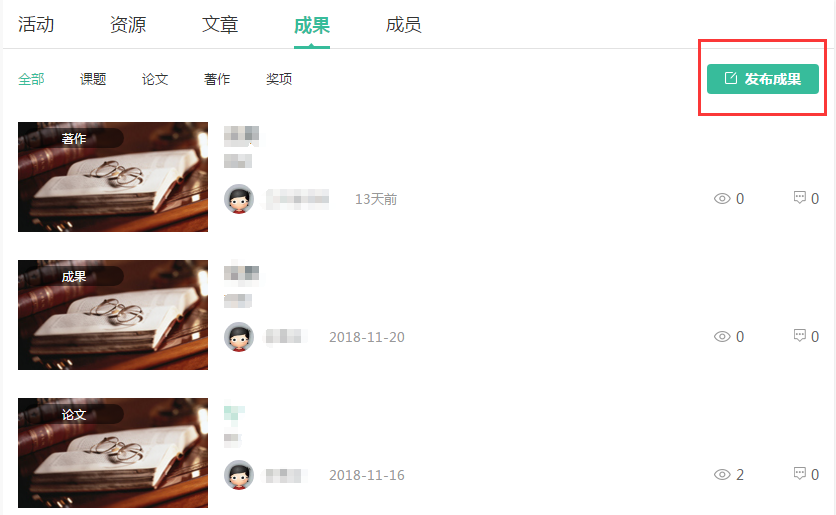 活动 资源 文章 成果 成员
全部 课题 论文 著作 奖项 发布成果
著作
13天前 0 0
成果
2018-11-20 0 0
论文
2018-11-16 2 0